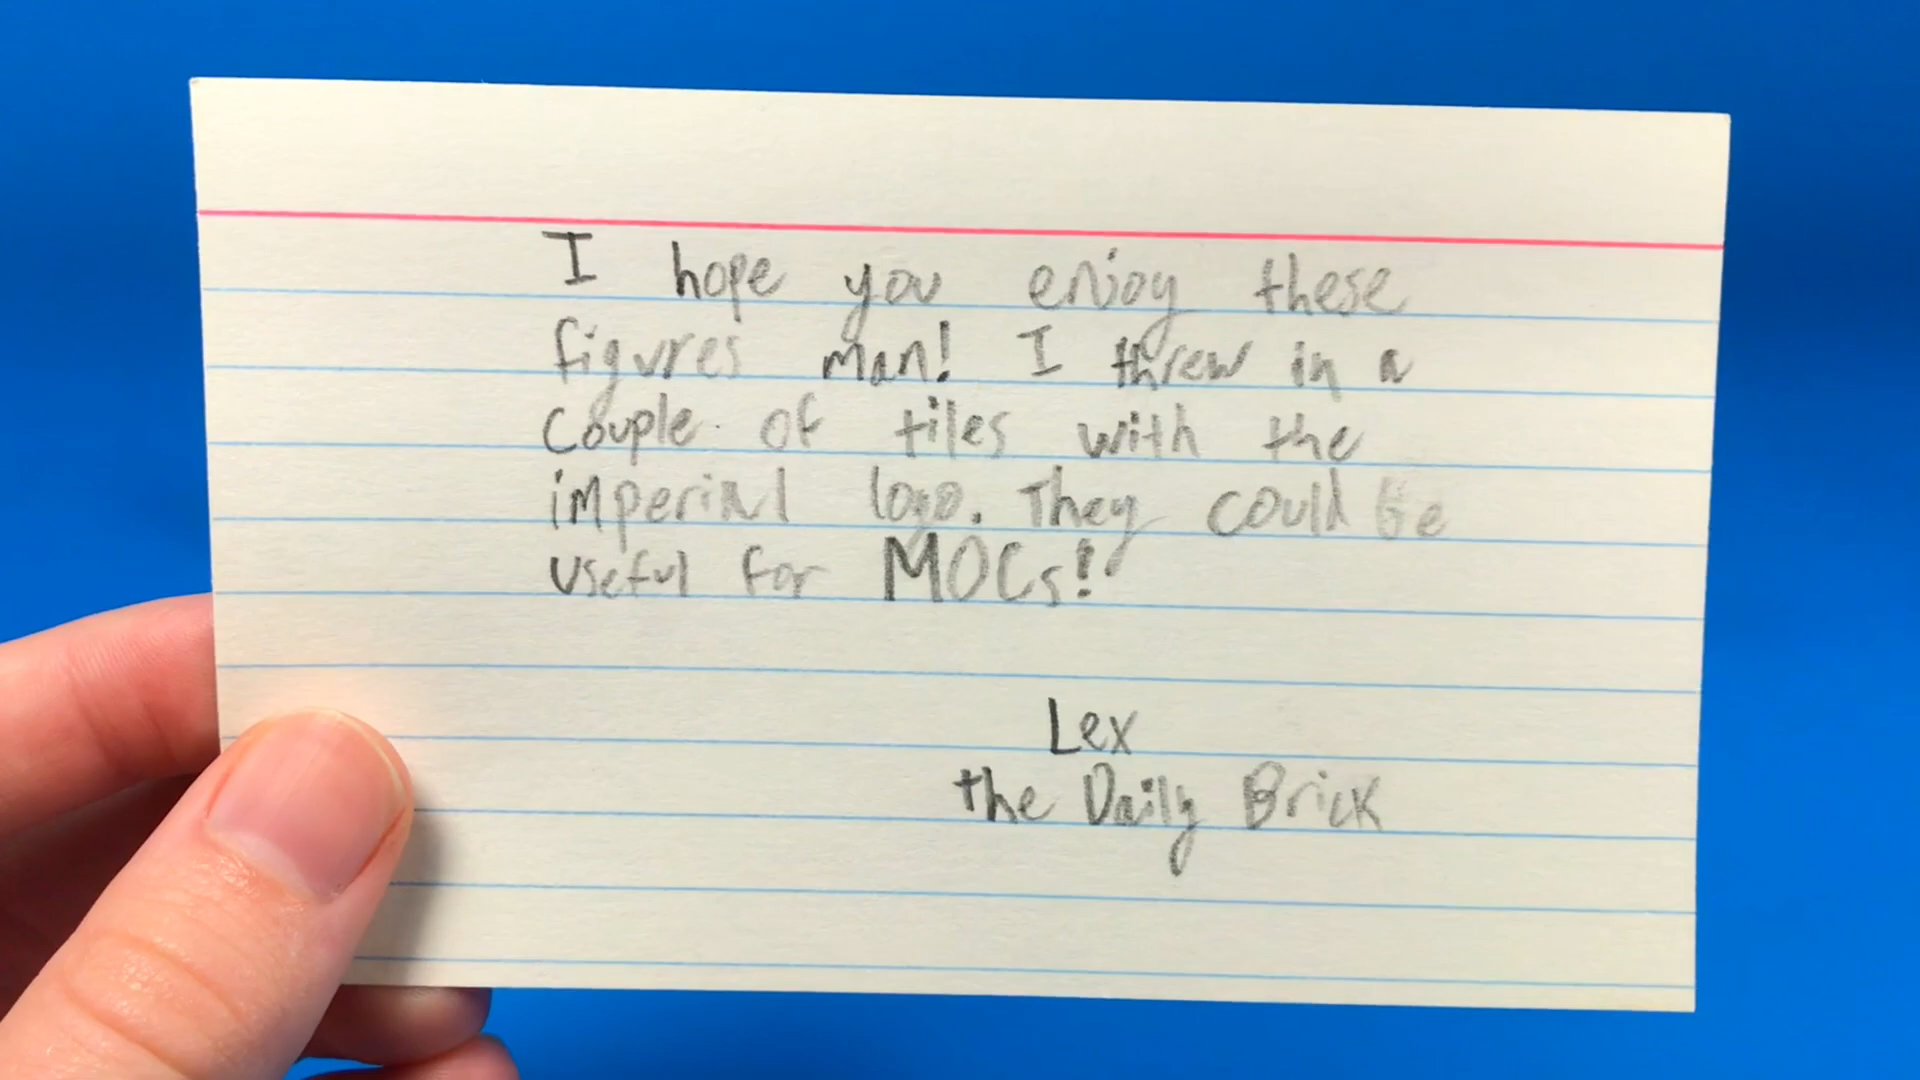 I hope you enjoy these
figures man! I threw in a
couple of tiles with the
imperial logo. They could be
useful for MOCs!
Lex
the Daily Brick